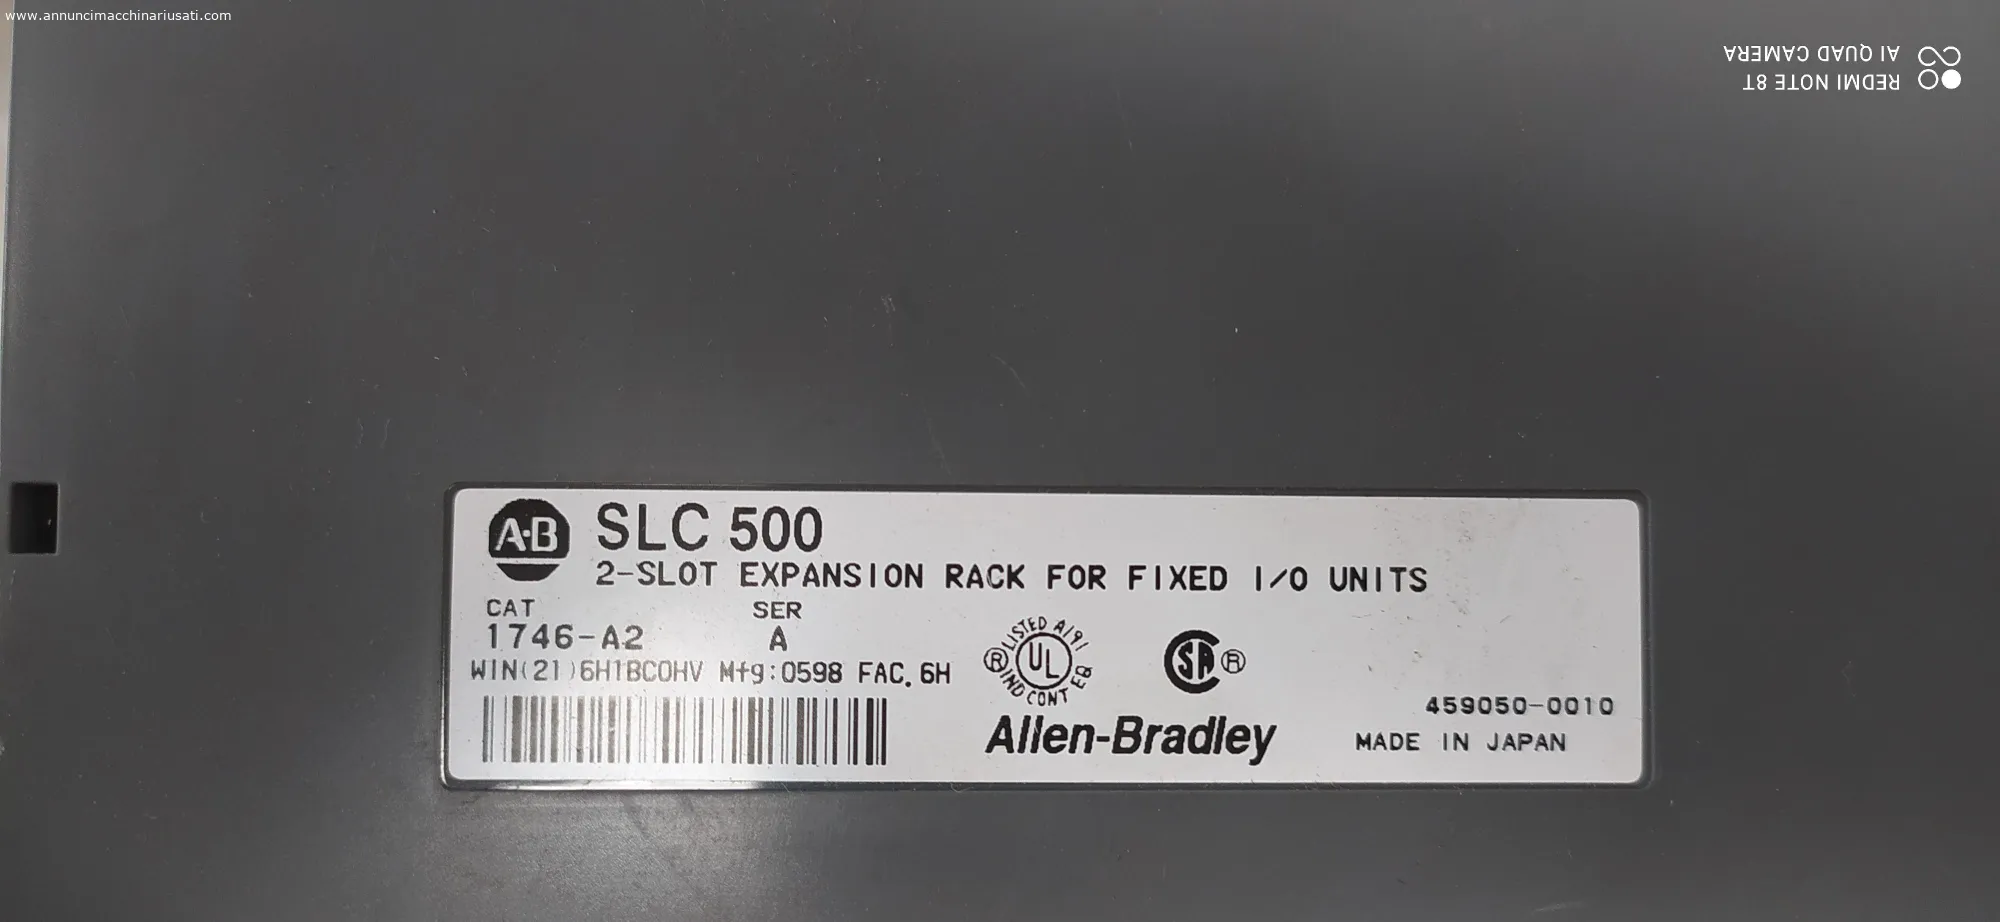 www.annuncimacchinariusati.com
REDMI NOTE 8T
AI QUAD CAMERA
A·B
SLC 500
2-SLOT EXPANSION RACK FOR FIXED I/O UNITS
CAT SER
1746-A2 A
WIN(21)6H1BC0HV Mfg:0598 FAC. 6H
LISTED A191
UL ®
IND CONT EQ
SA ®
459050-0010
Allen-Bradley
MADE IN JAPAN